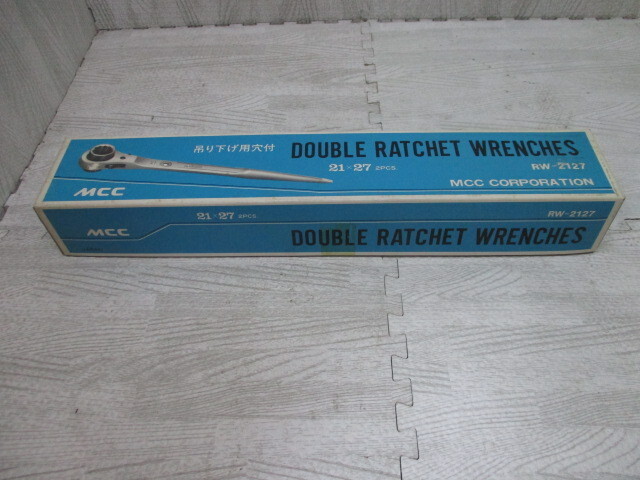 吊り下げ用穴付
DOUBLE RATCHET WRENCHES
21-27 2PCS
RW-2127
MCC
MCC CORPORATION
MCC
21-27 2PCS
RW-2127
DOUBLE RATCHET WRENCHES